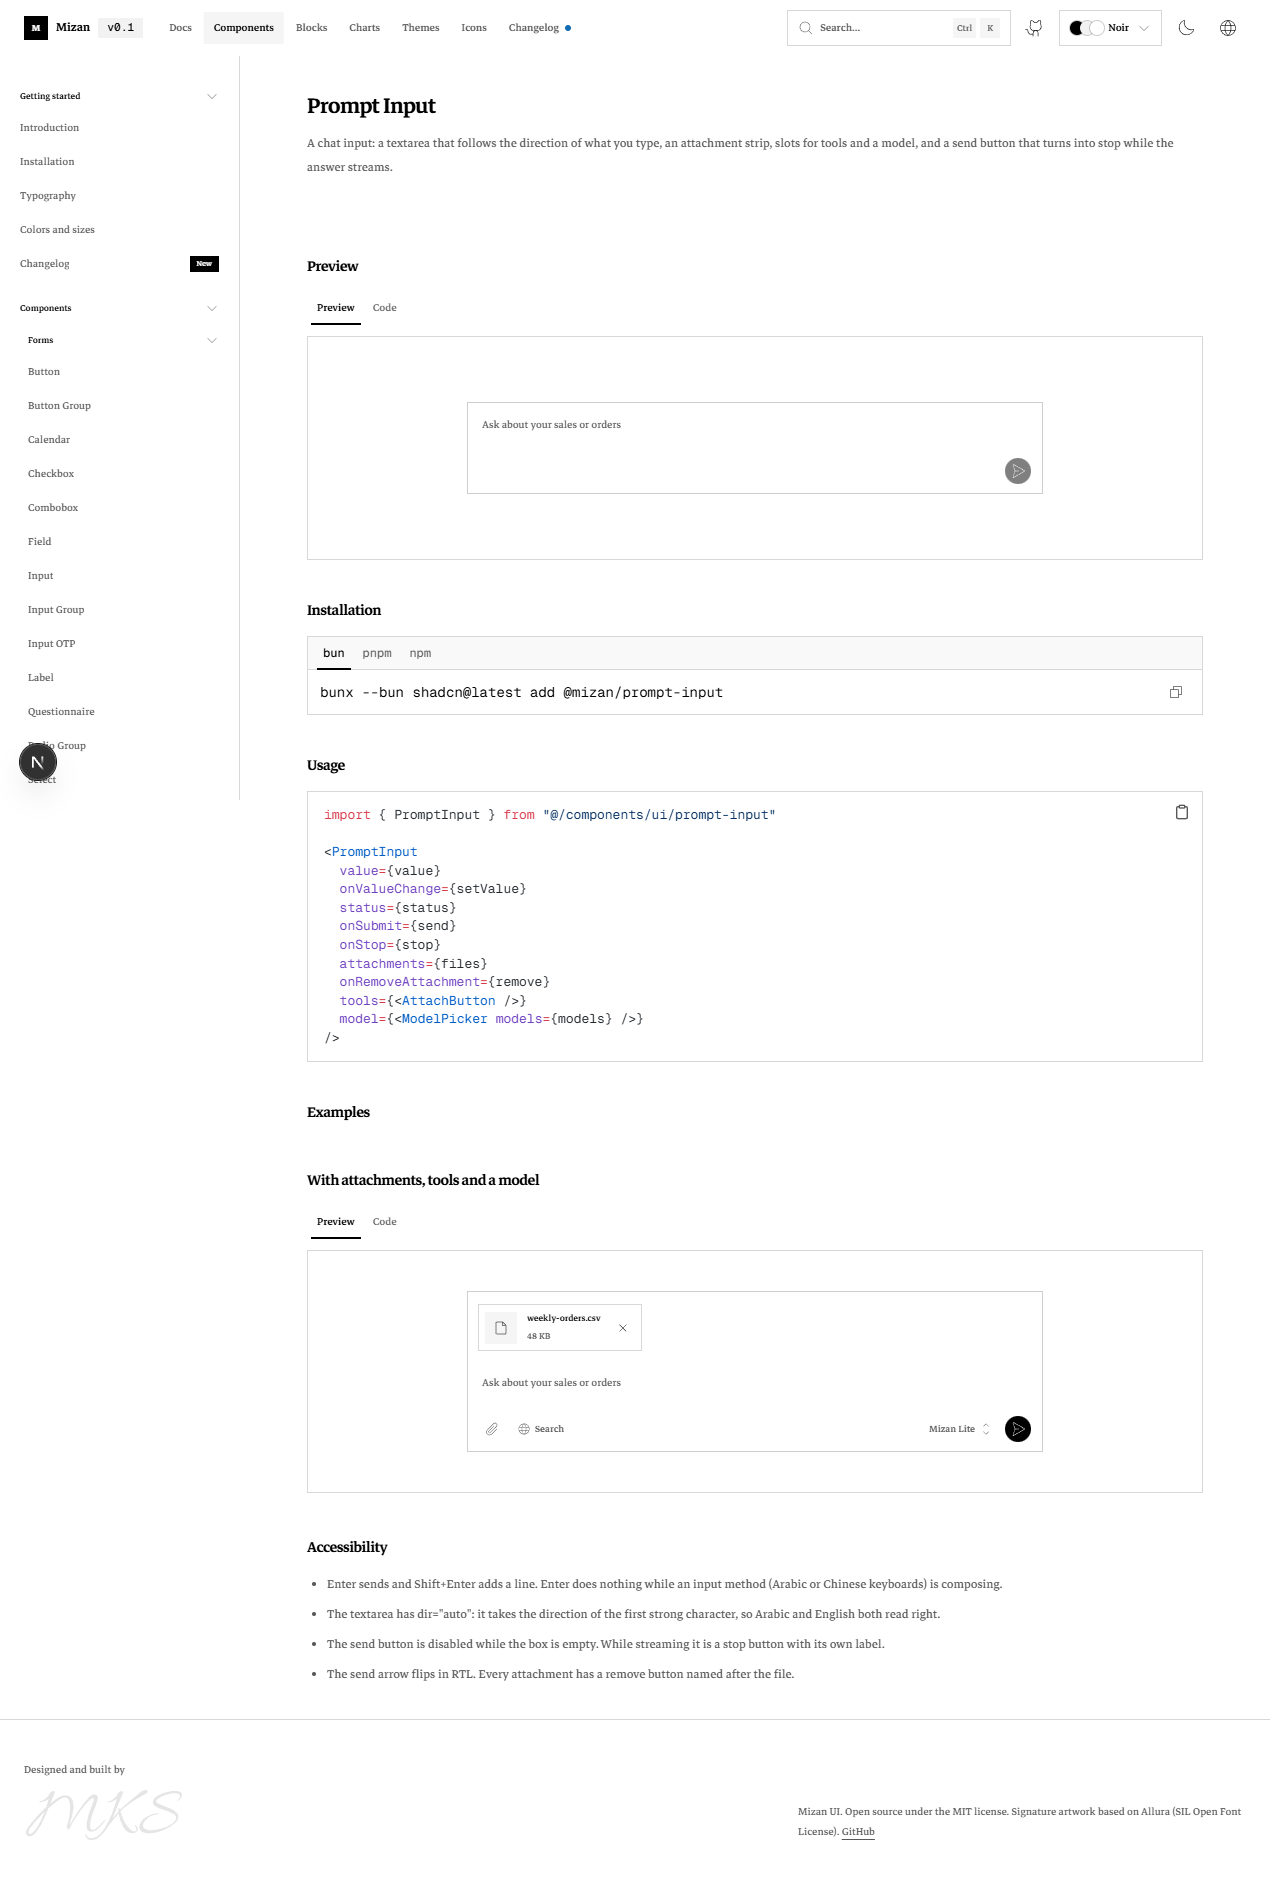 M Mizan v0.1 Docs Components Blocks Charts Themes Icons Changelog Search... Ctrl K Noir
Getting started
Introduction
Installation
Typography
Colors and sizes
Changelog New
Components
Forms
Button
Button Group
Calendar
Checkbox
Combobox
Field
Input
Input Group
Input OTP
Label
Questionnaire
Group
N
Select
Prompt Input
A chat input: a textarea that follows the direction of what you type, an attachment strip, slots for tools and a model, and a send button that turns into stop while the
answer streams.
Preview
Preview Code
Ask about your sales or orders
Installation
bun pnpm npm
bunx --bun shadcn@latest add @mizan/prompt-input
Usage
import { PromptInput } from "@/components/ui/prompt-input"
<PromptInput
value={value}
onValueChange={setValue}
status={status}
onSubmit={send}
onStop={stop}
attachments={files}
onRemoveAttachment={remove}
tools={<AttachButton />}
model={<ModelPicker models={models} />}
/>
Examples
With attachments, tools and a model
Preview Code
weekly-orders.csv
48 KB
Ask about your sales or orders
Search Mizan Lite
Accessibility
• Enter sends and Shift+Enter adds a line. Enter does nothing while an input method (Arabic or Chinese keyboards) is composing.
• The textarea has dir="auto": it takes the direction of the first strong character, so Arabic and English both read right.
• The send button is disabled while the box is empty. While streaming it is a stop button with its own label.
• The send arrow flips in RTL. Every attachment has a remove button named after the file.
Designed and built by
MKS
Mizan UI. Open source under the MIT license. Signature artwork based on Allura (SIL Open Font
License). GitHub